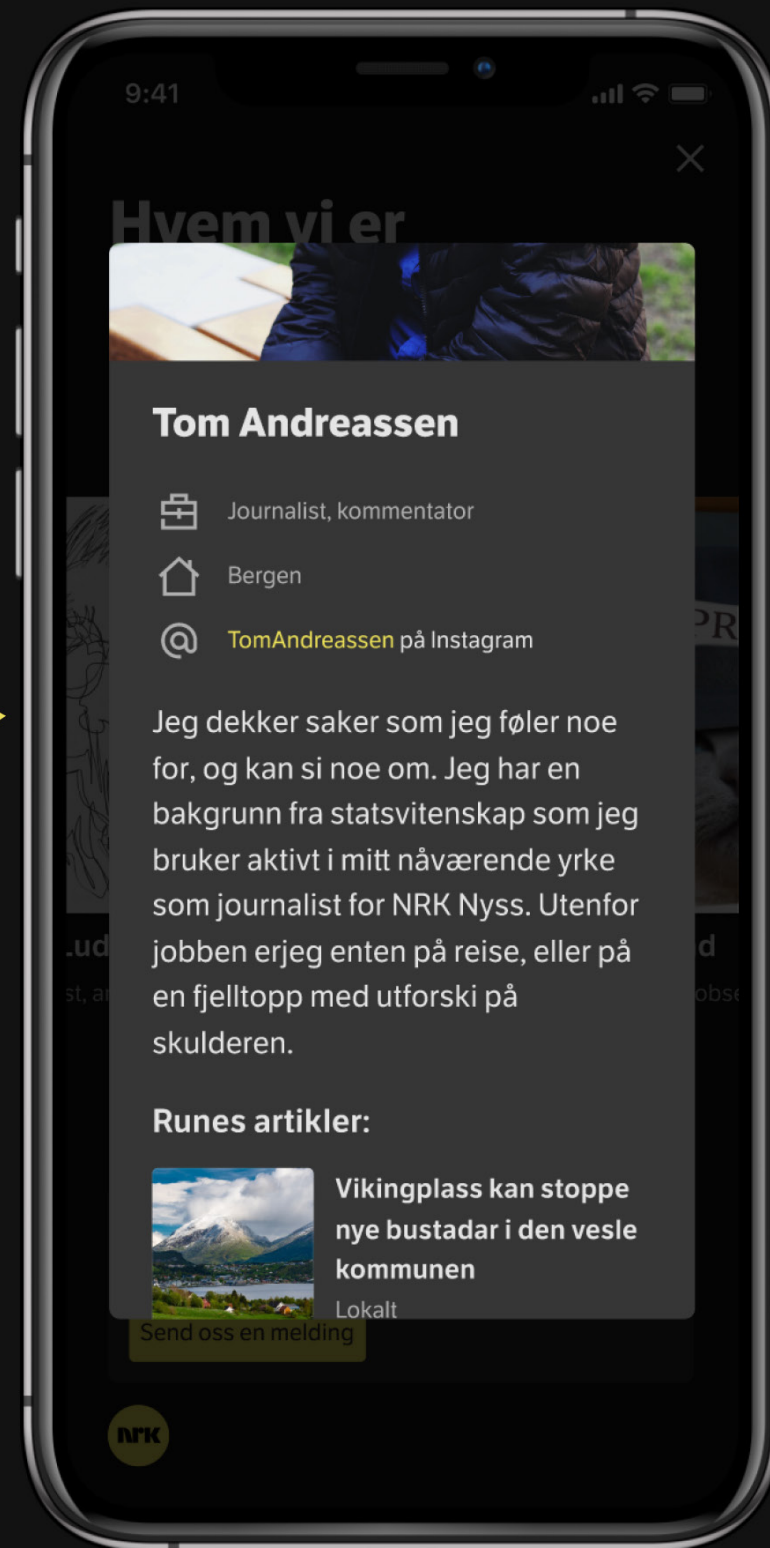 9:41
Hvem vi er
Tom Andreassen
Journalist, kommentator
Bergen
TomAndreassen på Instagram
PR
Jeg dekker saker som jeg føler noe
for, og kan si noe om. Jeg har en
bakgrunn fra statsvitenskap som jeg
bruker aktivt i mitt nåværende yrke
som journalist for NRK Nyss. Utenfor
jobben erjeg enten på reise, eller på
en fjelltopp med utforski på
skulderen.
Runes artikler:
Vikingplass kan stoppe
nye bustadar i den vesle
kommunen
Lokalt
Send oss en melding
NRK